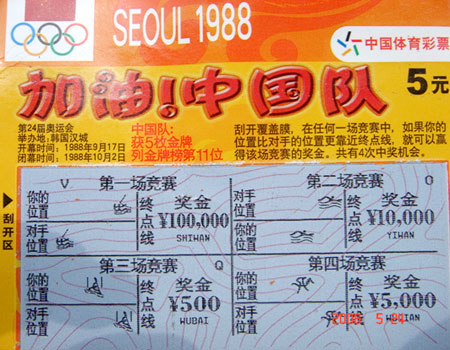 SEOUL 1988
中国体育彩票
加油!中国队
5元
第24届奥运会
举办地:韩国汉城
开幕时间:1988年9月17日
闭幕时间:1988年10月2日
中国队:
获5枚金牌
列金牌榜第11位
刮开覆盖膜,在任何一场竞赛中,如果你的
位置比对手的位置更靠近终点线,就可以赢
得该场竞赛的奖金。共有4次中奖机会。
刮开区
V 第一场竞赛
你的位置
对手位置
终点线
奖金
¥100,000
SHIWAN
第二场竞赛 O
对手位置
你的位置
终点线
奖金
¥10,000
YIWAN
第三场竞赛 Q
你的位置
对手位置
终点线
奖金
¥500
WUBAI
第四场竞赛
你的位置
对手位置
终点线
奖金
¥5,000
5 24